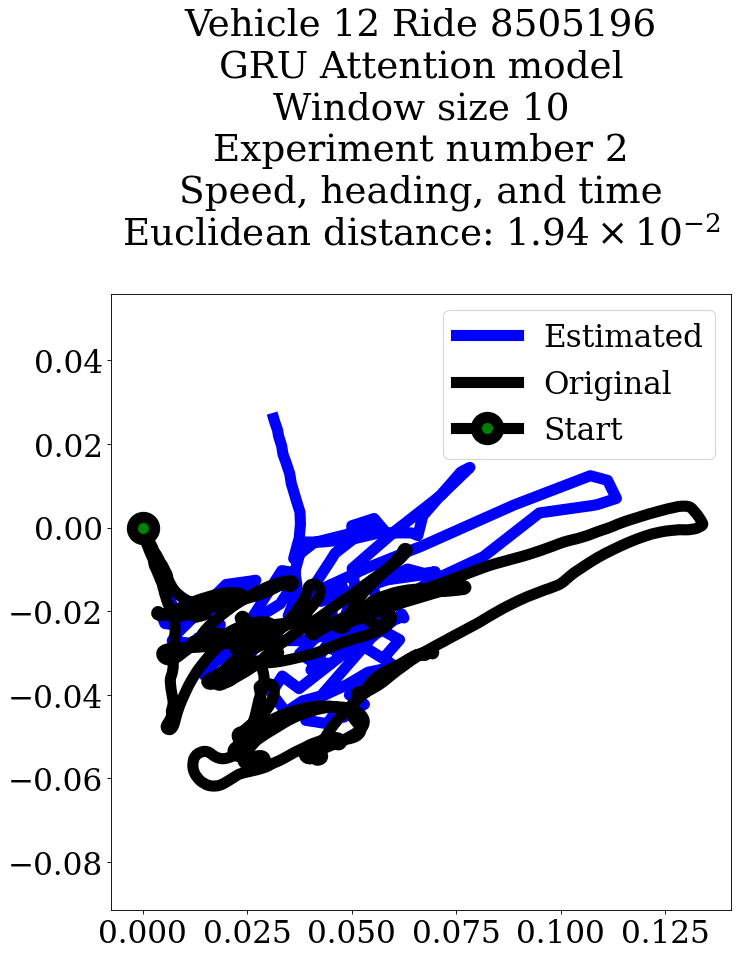 Vehicle 12 Ride 8505196
GRU Attention model
Window size 10
Experiment number 2
Speed, heading, and time
Euclidean distance: 1.94 × 10⁻²
Estimated
Original
Start
0.04
0.02
0.00
−0.02
−0.04
−0.06
−0.08
0.000 0.025 0.050 0.075 0.100 0.125